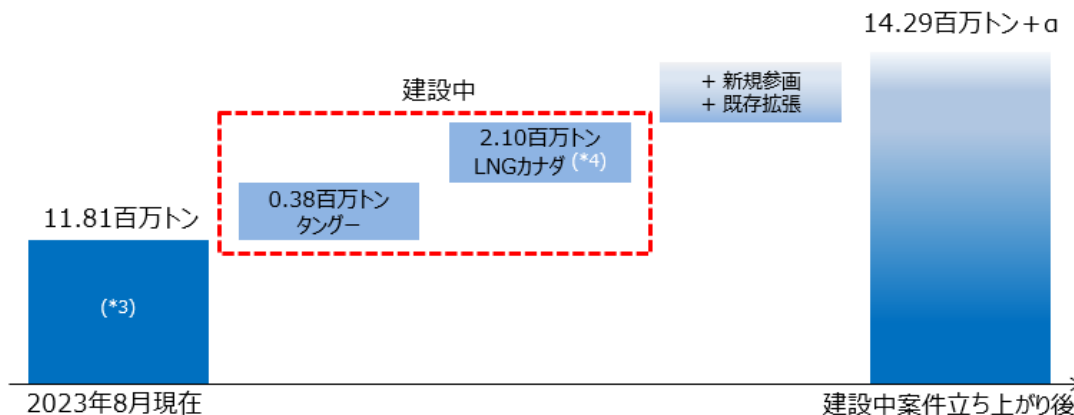 14.29百万トン+α
+ 新規参画
+ 既存拡張
建設中
2.10百万トン
LNGカナダ (*4)
0.38百万トン
タングー
11.81百万トン
(*3)
2023年8月現在
建設中案件立ち上がり後